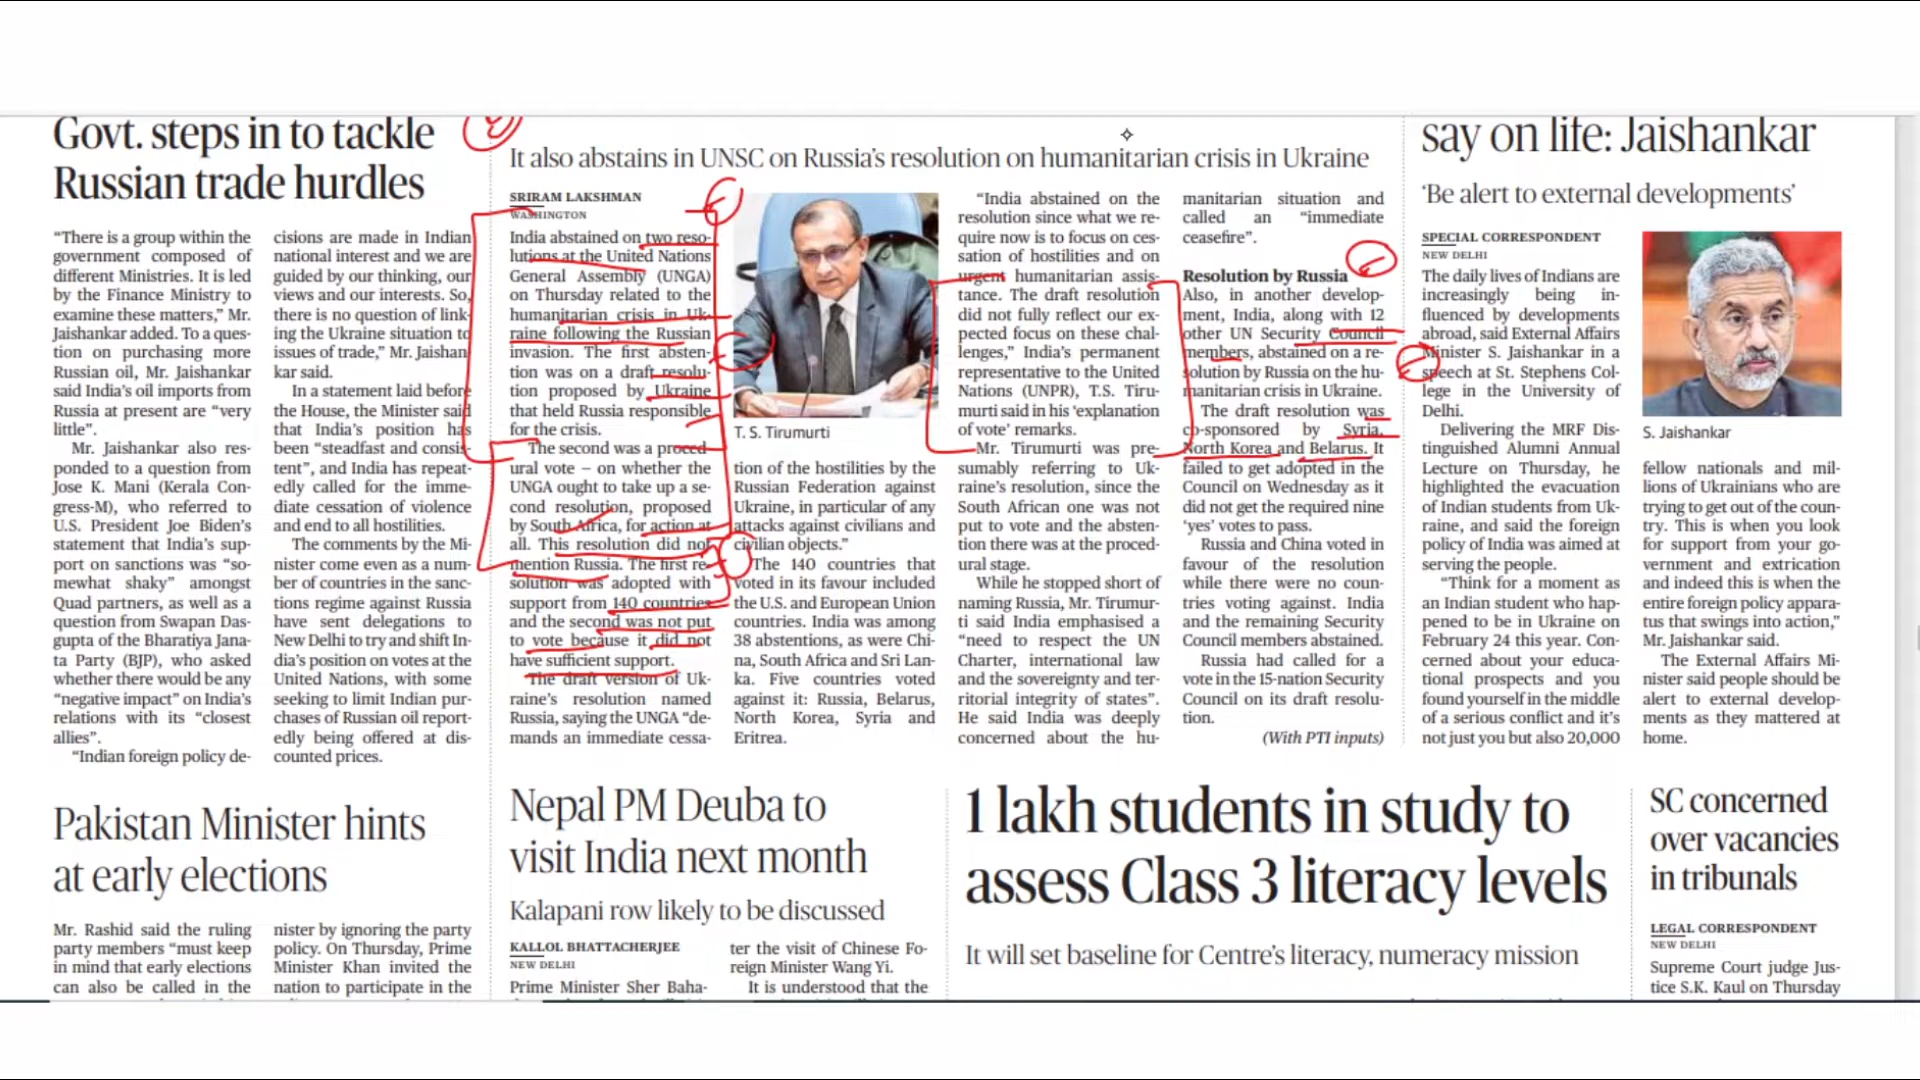 Govt. steps in to tackle
Russian trade hurdles
“There is a group within the
government composed of
different Ministries. It is led
by the Finance Ministry to
examine these matters,” Mr.
Jaishankar added. To a ques-
tion on purchasing more
Russian oil, Mr. Jaishankar
said India’s oil imports from
Russia at present are “very
little”.
Mr. Jaishankar also res-
ponded to a question from
Jose K. Mani (Kerala Con-
gress-M), who referred to
U.S. President Joe Biden’s
statement that India’s sup-
port on sanctions was “so-
mewhat shaky” amongst
Quad partners, as well as a
question from Swapan Das-
gupta of the Bharatiya Jana-
ta Party (BJP), who asked
whether there would be any
“negative impact” on India’s
relations with its “closest
allies”.
“Indian foreign policy de-
cisions are made in Indian
national interest and we are
guided by our thinking, our
views and our interests. So,
there is no question of link-
ing the Ukraine situation to
issues of trade,” Mr. Jaishan-
kar said.
In a statement laid before
the House, the Minister said
that India’s position has
been “steadfast and consis-
tent”, and India has repeat-
edly called for the imme-
diate cessation of violence
and end to all hostilities.
The comments by the Mi-
nister come even as a num-
ber of countries in the sanc-
tions regime against Russia
have sent delegations to
New Delhi to try and shift In-
dia’s position on votes at the
United Nations, with some
seeking to limit Indian pur-
chases of Russian oil report-
edly being offered at dis-
counted prices.
It also abstains in UNSC on Russia’s resolution on humanitarian crisis in Ukraine
SRIRAM LAKSHMAN
WASHINGTON
India abstained on two reso-
lutions at the United Nations
General Assembly (UNGA)
on Thursday related to the
humanitarian crisis in Uk-
raine following the Russian
invasion. The first absten-
tion was on a draft resolu-
tion proposed by Ukraine
that held Russia responsible
for the crisis.
The second was a proced-
ural vote – on whether the
UNGA ought to take up a se-
cond resolution, proposed
by South Africa, for action at
all. This resolution did not
mention Russia. The first re-
solution was adopted with
support from 140 countries
and the second was not put
to vote because it did not
have sufficient support.
The draft version of Uk-
raine’s resolution named
Russia, saying the UNGA “de-
mands an immediate cessa-
T. S. Tirumurti
tion of the hostilities by the
Russian Federation against
Ukraine, in particular of any
attacks against civilians and
civilian objects.”
The 140 countries that
voted in its favour included
the U.S. and European Union
countries. India was among
38 abstentions, as were Chi-
na, South Africa and Sri Lan-
ka. Five countries voted
against it: Russia, Belarus,
North Korea, Syria and
Eritrea.
“India abstained on the
resolution since what we re-
quire now is to focus on ces-
sation of hostilities and on
urgent humanitarian assis-
tance. The draft resolution
did not fully reflect our ex-
pected focus on these chal-
lenges,” India’s permanent
representative to the United
Nations (UNPR), T.S. Tiru-
murti said in his ‘explanation
of vote’ remarks.
Mr. Tirumurti was pre-
sumably referring to Uk-
raine’s resolution, since the
South African one was not
put to vote and the absten-
tion there was at the proced-
ural stage.
While he stopped short of
naming Russia, Mr. Tirumur-
ti said India emphasised a
“need to respect the UN
Charter, international law
and the sovereignty and ter-
ritorial integrity of states”.
He said India was deeply
concerned about the hu-
manitarian situation and
called an “immediate
ceasefire”.
Resolution by Russia
Also, in another develop-
ment, India, along with 12
other UN Security Council
members, abstained on a re-
solution by Russia on the hu-
manitarian crisis in Ukraine.
The draft resolution was
co-sponsored by Syria,
North Korea and Belarus. It
failed to get adopted in the
Council on Wednesday as it
did not get the required nine
‘yes’ votes to pass.
Russia and China voted in
favour of the resolution
while there were no coun-
tries voting against. India
and the remaining Security
Council members abstained.
Russia had called for a
vote in the 15-nation Security
Council on its draft resolu-
tion.
(With PTI inputs)
say on life: Jaishankar
‘Be alert to external developments’
SPECIAL CORRESPONDENT
NEW DELHI
The daily lives of Indians are
increasingly being in-
fluenced by developments
abroad, said External Affairs
Minister S. Jaishankar in a
speech at St. Stephens Col-
lege in the University of
Delhi.
Delivering the MRF Dis-
tinguished Alumni Annual
Lecture on Thursday, he
highlighted the evacuation
of Indian students from Uk-
raine, and said the foreign
policy of India was aimed at
serving the people.
“Think for a moment as
an Indian student who hap-
pened to be in Ukraine on
February 24 this year. Con-
cerned about your educa-
tional prospects and you
found yourself in the middle
of a serious conflict and it’s
not just you but also 20,000
S. Jaishankar
fellow nationals and mil-
lions of Ukrainians who are
trying to get out of the coun-
try. This is when you look
for support from your go-
vernment and extrication
and indeed this is when the
entire foreign policy appara-
tus that swings into action,”
Mr. Jaishankar said.
The External Affairs Mi-
nister said people should be
alert to external develop-
ments as they mattered at
home.
Pakistan Minister hints
at early elections
Mr. Rashid said the ruling
party members “must keep
in mind that early elections
can also be called in the
nister by ignoring the party
policy. On Thursday, Prime
Minister Khan invited the
nation to participate in the
Nepal PM Deuba to
visit India next month
Kalapani row likely to be discussed
KALLOL BHATTACHERJEE
NEW DELHI
Prime Minister Sher Baha-
ter the visit of Chinese Fo-
reign Minister Wang Yi.
It is understood that the
1 lakh students in study to
assess Class 3 literacy levels
It will set baseline for Centre’s literacy, numeracy mission
SC concerned
over vacancies
in tribunals
LEGAL CORRESPONDENT
NEW DELHI
Supreme Court judge Jus-
tice S.K. Kaul on Thursday